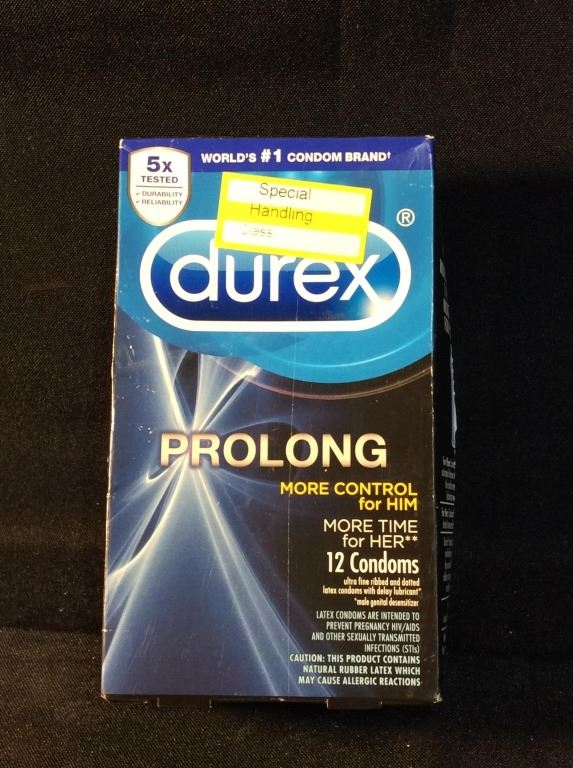 5x
TESTED
✓ DURABILITY
✓ RELIABILITY
WORLD'S #1 CONDOM BRAND†
Special
Handling
durex®
PROLONG
MORE CONTROL
for HIM
MORE TIME
for HER**
12 Condoms
ultra fine ribbed and dotted
latex condoms with delay lubricant*
*male genital desensitizer
LATEX CONDOMS ARE INTENDED TO
PREVENT PREGNANCY HIV/AIDS
AND OTHER SEXUALLY TRANSMITTED
INFECTIONS (STIs)
CAUTION: THIS PRODUCT CONTAINS
NATURAL RUBBER LATEX WHICH
MAY CAUSE ALLERGIC REACTIONS